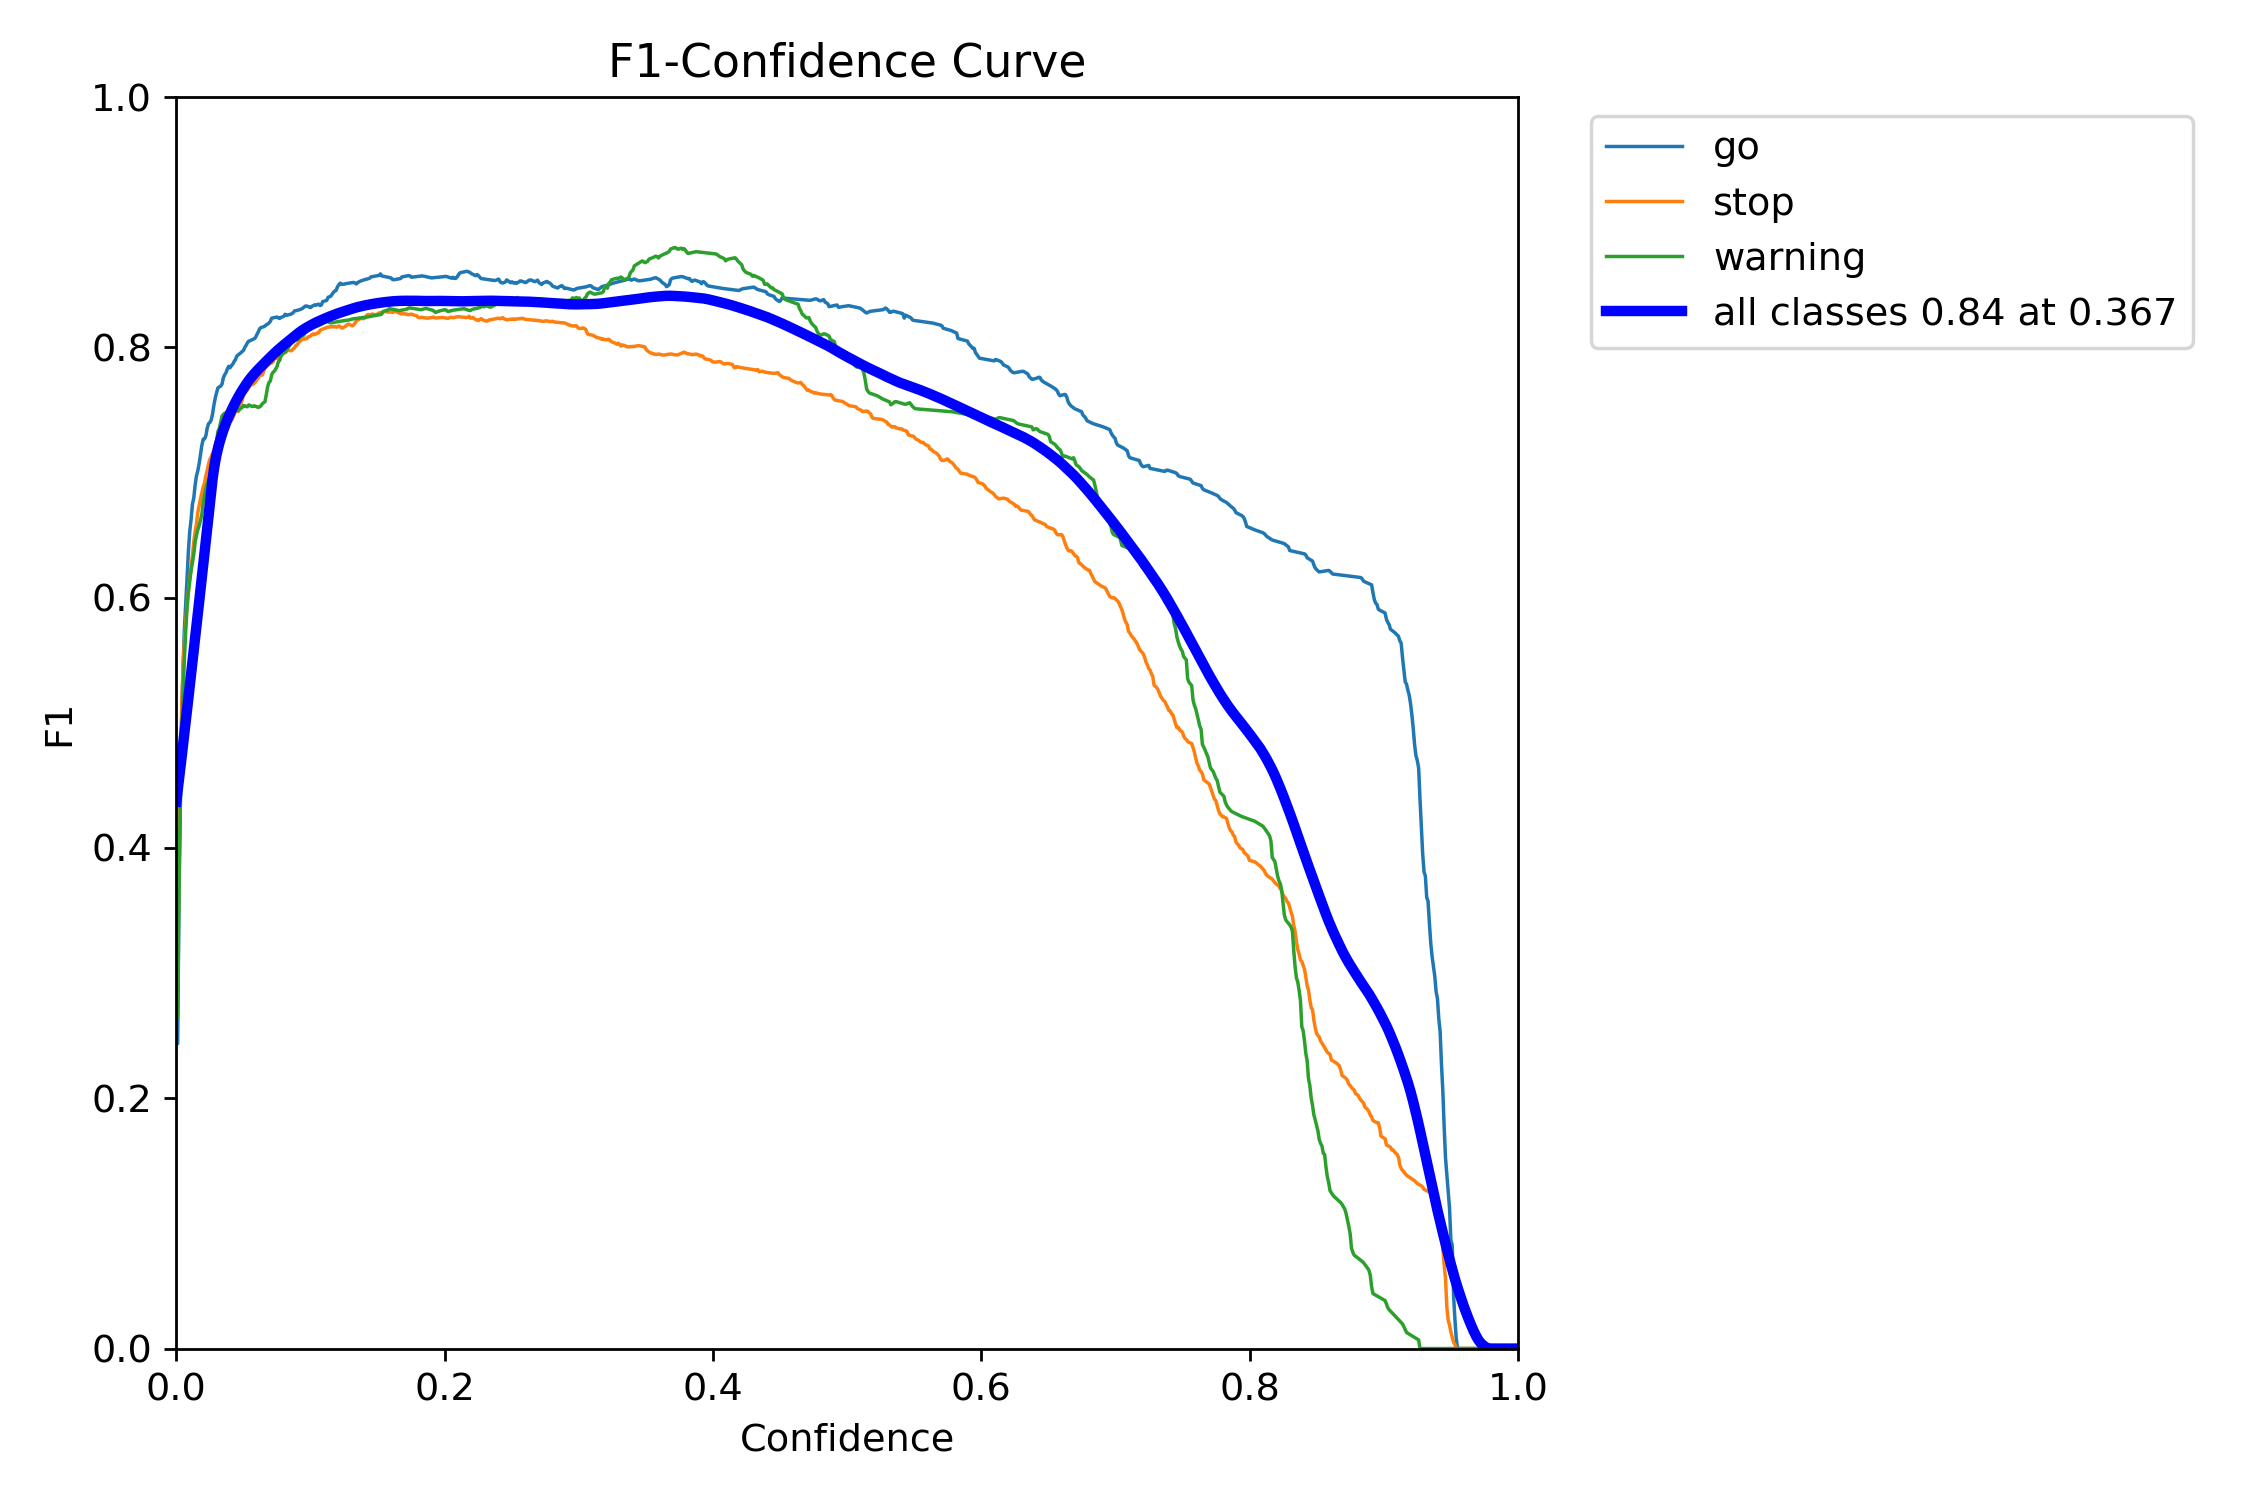 F1-Confidence Curve
1.0
0.8
0.6
0.4
0.2
0.0
F1
0.0 0.2 0.4 0.6 0.8 1.0
Confidence
go
stop
warning
all classes 0.84 at 0.367